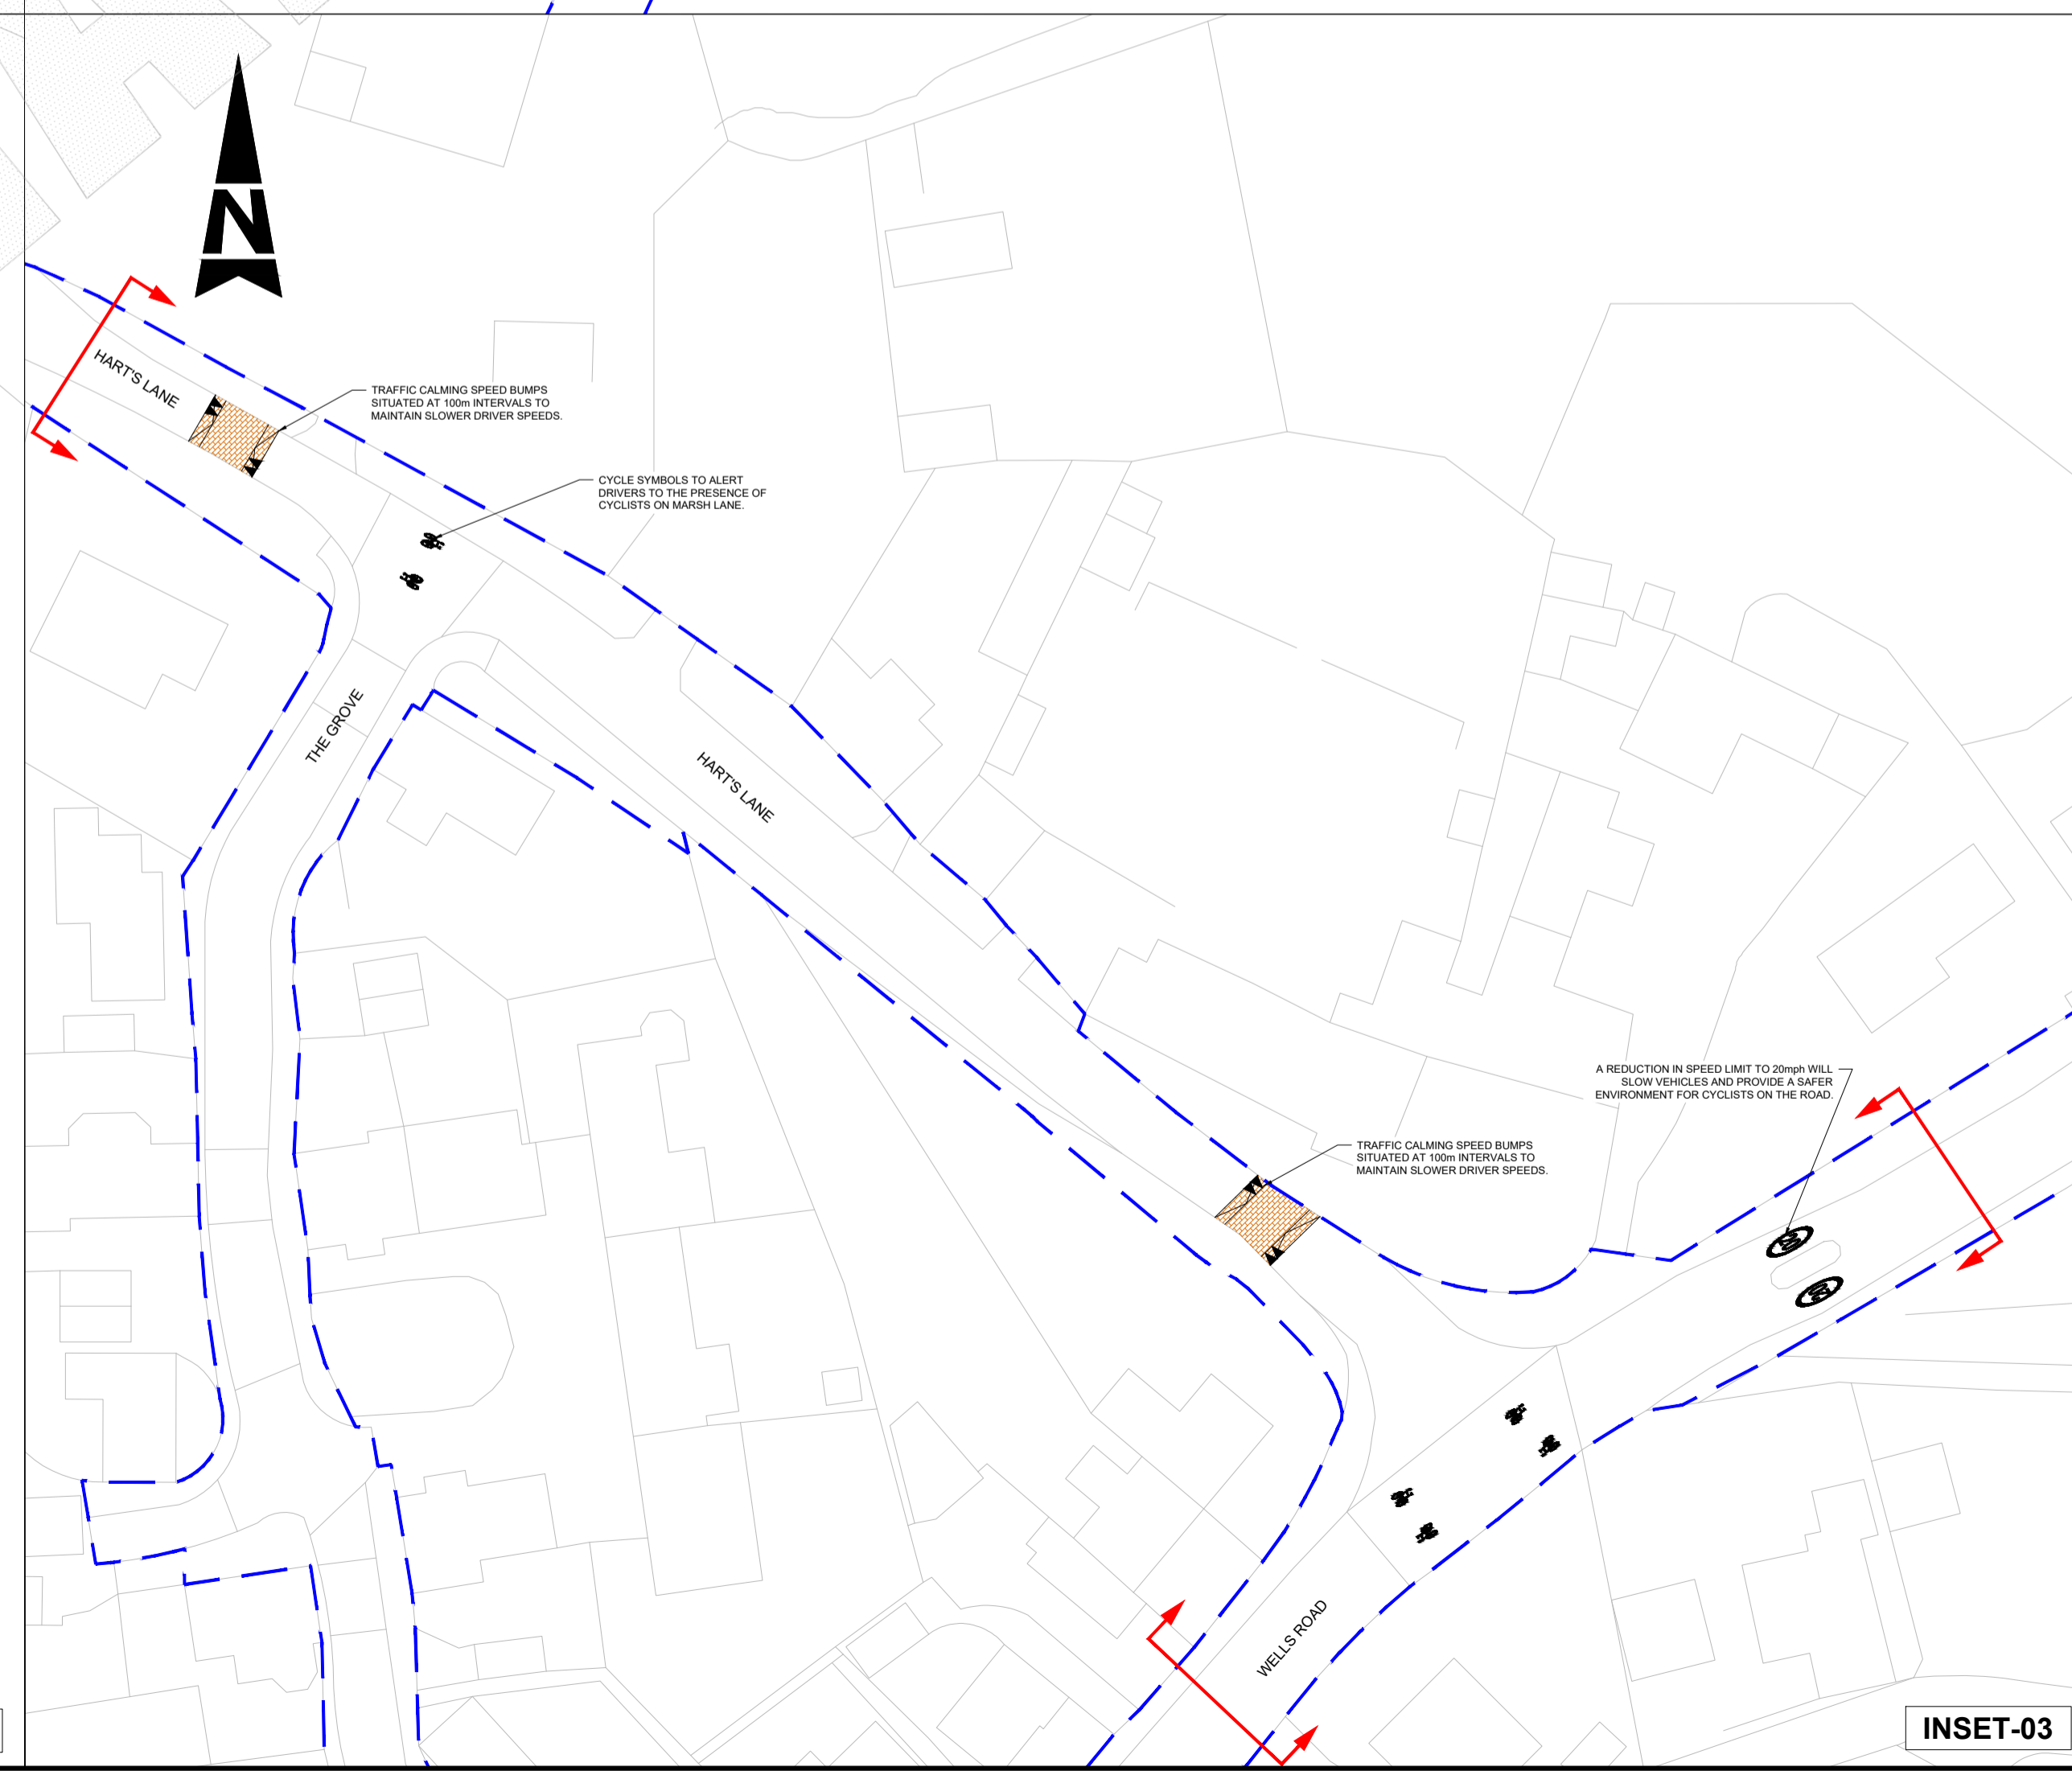 N
HART'S LANE
TRAFFIC CALMING SPEED BUMPS
SITUATED AT 100m INTERVALS TO
MAINTAIN SLOWER DRIVER SPEEDS.
CYCLE SYMBOLS TO ALERT
DRIVERS TO THE PRESENCE OF
CYCLISTS ON MARSH LANE.
THE GROVE
HART'S LANE
A REDUCTION IN SPEED LIMIT TO 20mph WILL
SLOW VEHICLES AND PROVIDE A SAFER
ENVIRONMENT FOR CYCLISTS ON THE ROAD.
TRAFFIC CALMING SPEED BUMPS
SITUATED AT 100m INTERVALS TO
MAINTAIN SLOWER DRIVER SPEEDS.
WELLS ROAD
INSET-03